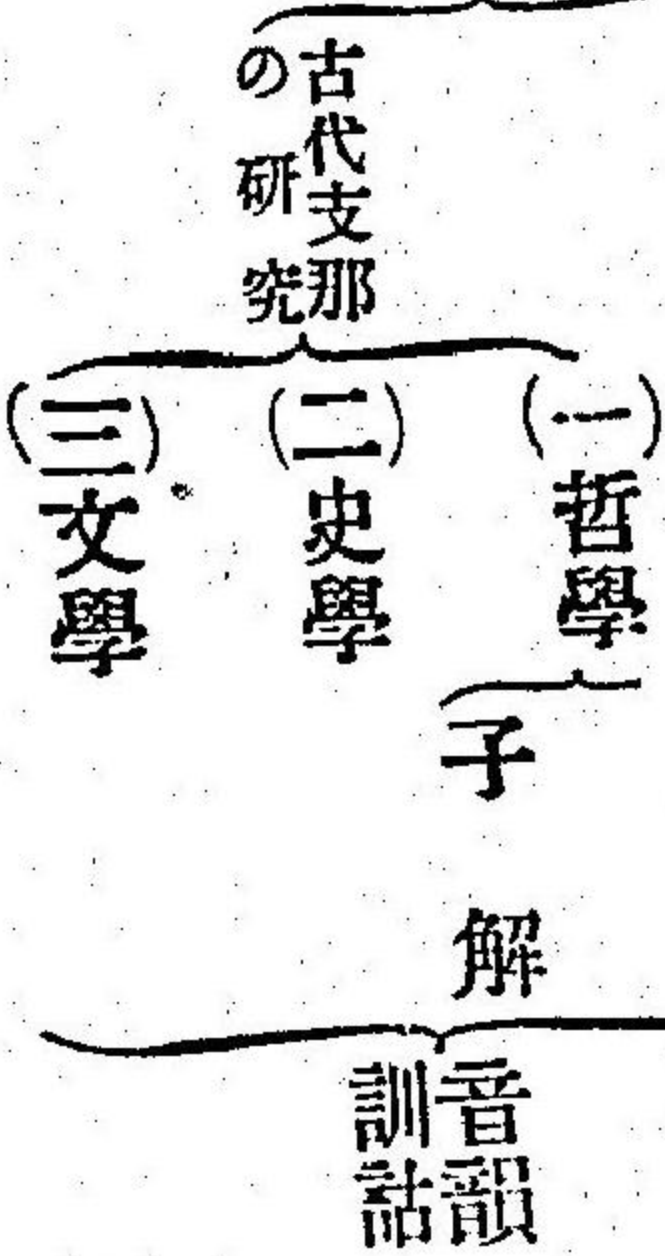 古代支那
の研究
(一)哲學
(二)史學
(三)文學
子
解
音韻
訓詁